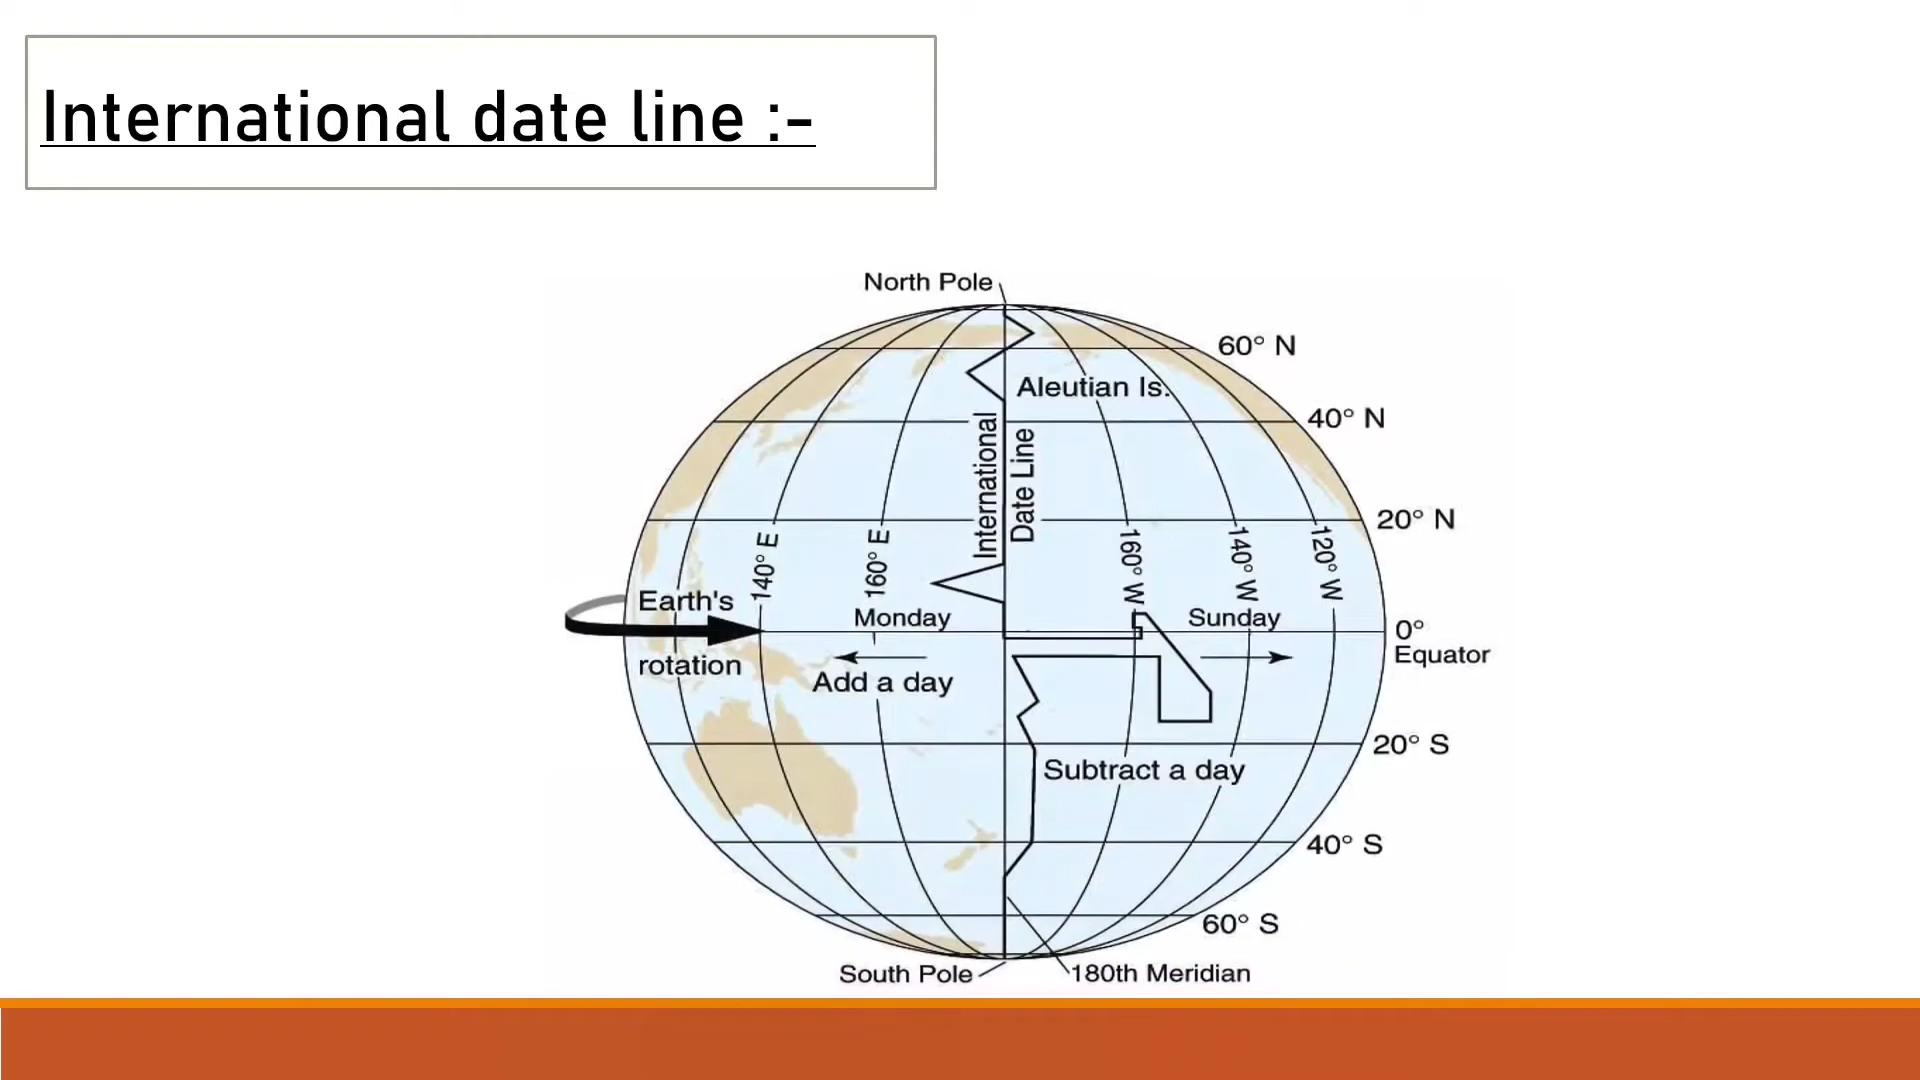 International date line :-
North Pole
60° N
Aleutian Is.
40° N
International
Date Line
20° N
140° E
160° E
160° W
140° W
120° W
Earth's
rotation
Monday
Sunday
0°
Equator
Add a day
20° S
Subtract a day
40° S
60° S
South Pole
180th Meridian